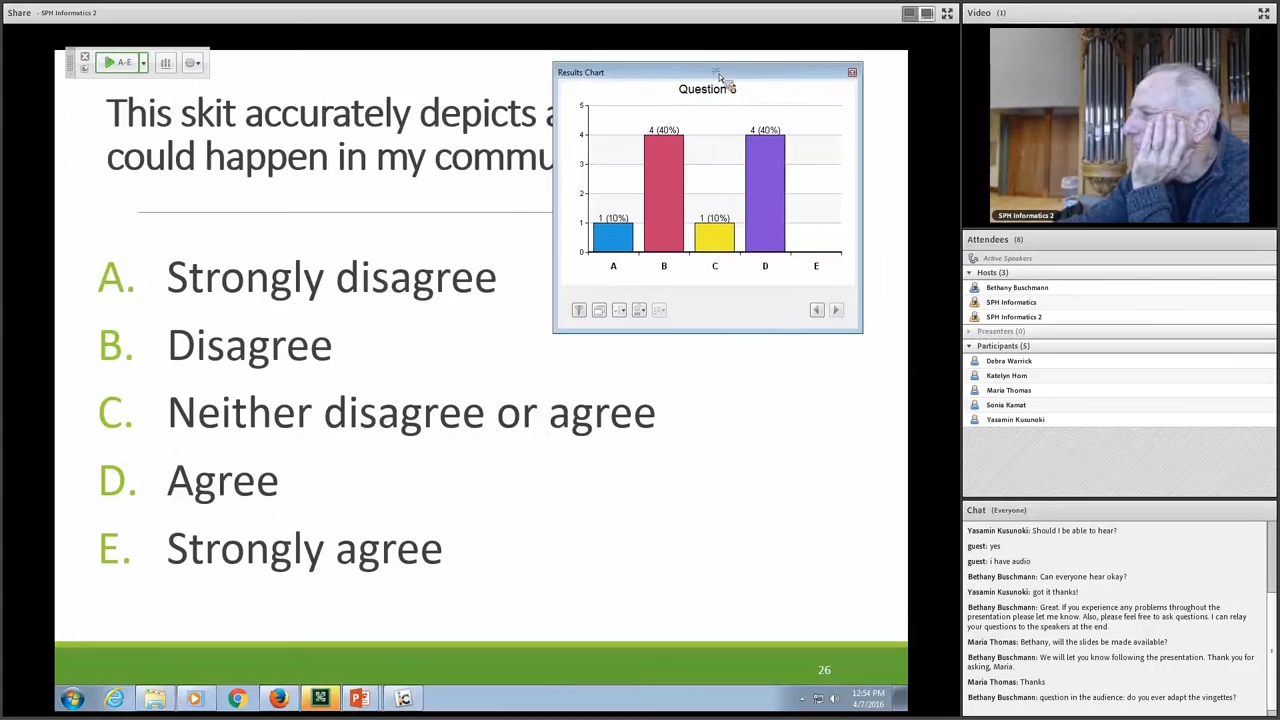 Share - SPH Informatics 2
A-E
This skit accurately depicts
could happen in my commu
A. Strongly disagree
B. Disagree
C. Neither disagree or agree
D. Agree
E. Strongly agree
26
Results Chart
Question 6
5
4
3
2
1
0
1 (10%)
4 (40%)
1 (10%)
4 (40%)
A B C D E
12:54 PM
4/7/2016
Video (1)
SPH Informatics 2
Attendees (8)
Active Speakers
Hosts (3)
Bethany Buschmann
SPH Informatics
SPH Informatics 2
Presenters (0)
Participants (5)
Debra Warrick
Katelyn Hom
Maria Thomas
Sonia Kamat
Yasamin Kusunoki
Chat (Everyone)
Yasamin Kusunoki: Should I be able to hear?
guest: yes
guest: i have audio
Bethany Buschmann: Can everyone hear okay?
Yasamin Kusunoki: got it thanks!
Bethany Buschmann: Great. If you experience any problems throughout the
presentation please let me know. Also, please feel free to ask questions. I can relay
your questions to the speakers at the end.
Maria Thomas: Bethany, will the slides be made available?
Bethany Buschmann: We will let you know following the presentation. Thank you for
asking, Maria.
Maria Thomas: Thanks
Bethany Buschmann: question in the audience: do you ever adapt the vingettes?